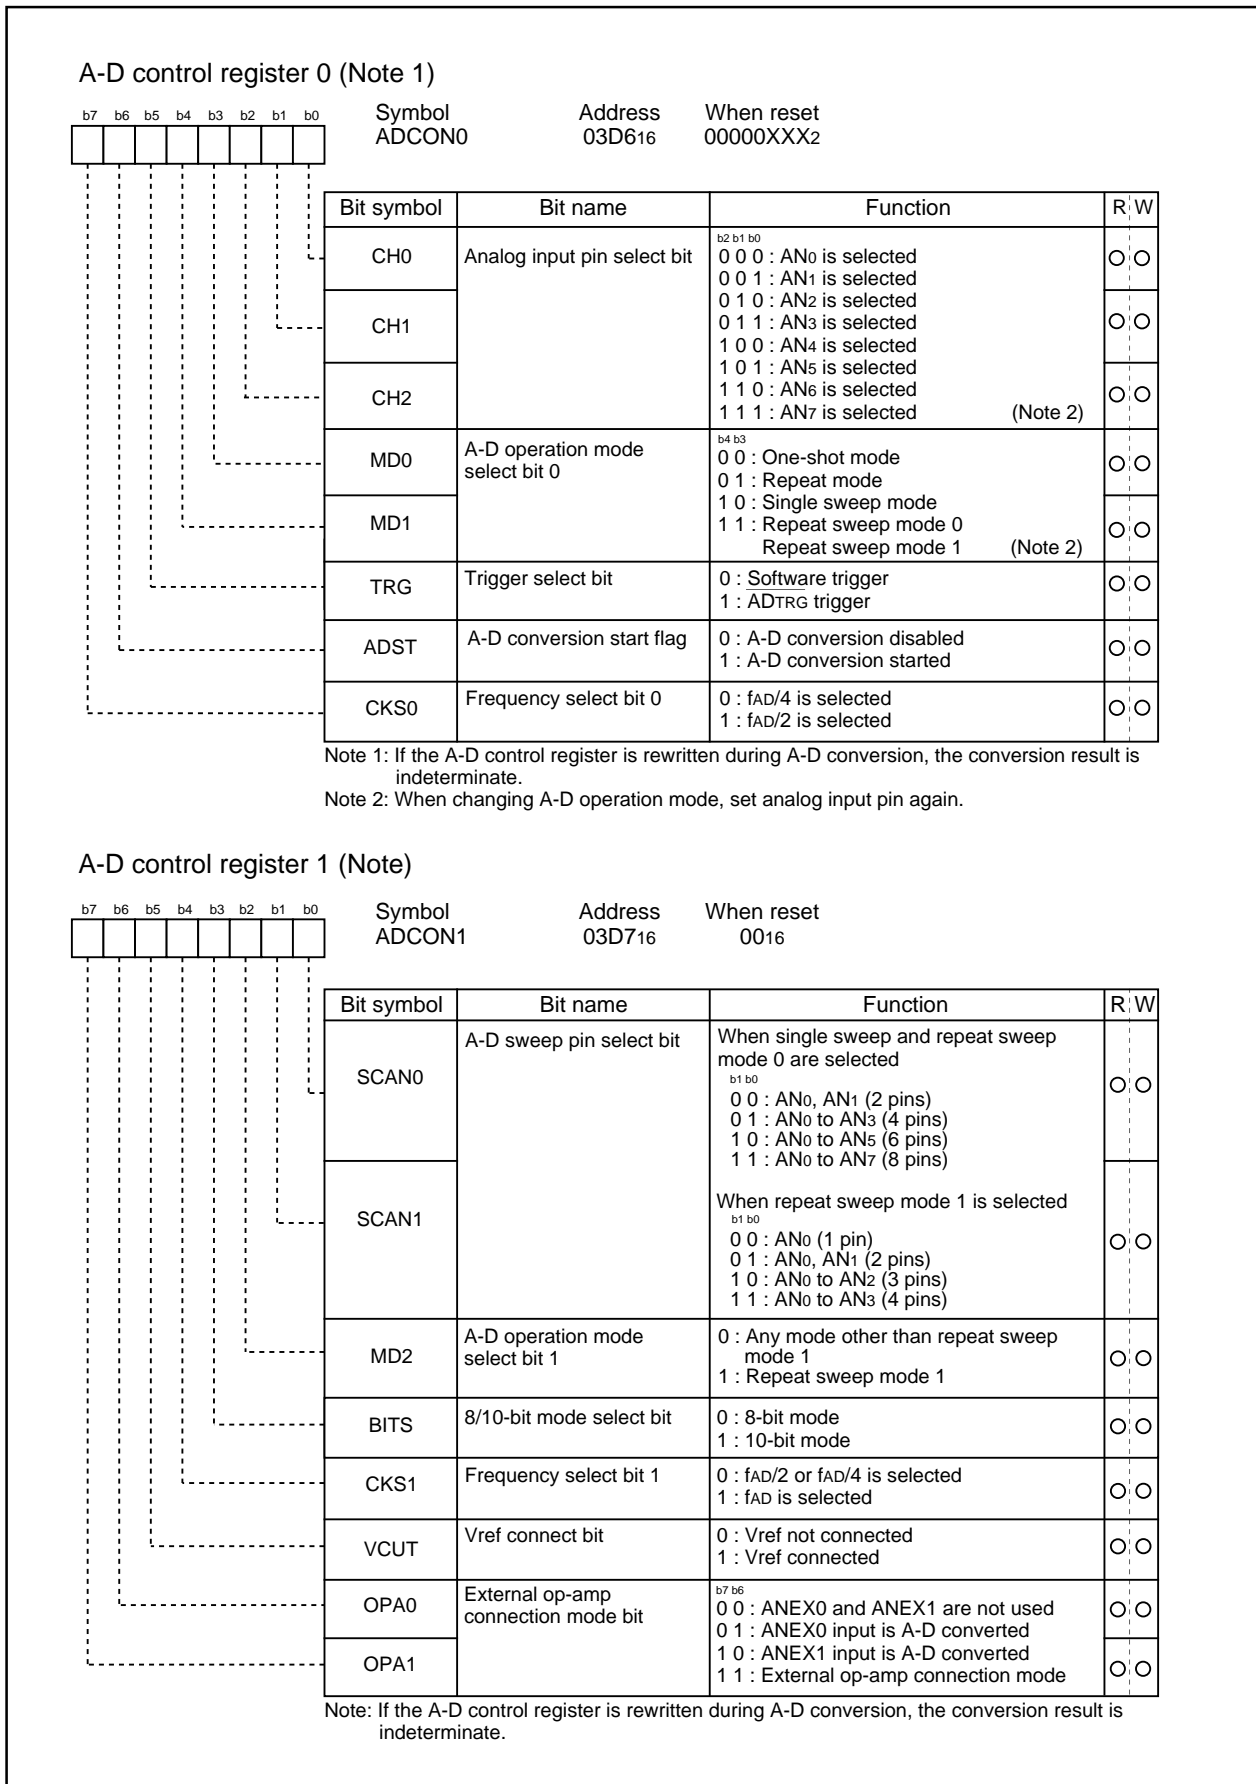 A-D control register 0 (Note 1)
b7 b6 b5 b4 b3 b2 b1 b0
Symbol Address When reset
ADCON0 03D616 00000XXX2
Bit symbol Bit name Function R W
CH0 Analog input pin select bit
b2 b1 b0
0 0 0 : AN0 is selected
0 0 1 : AN1 is selected
0 1 0 : AN2 is selected
0 1 1 : AN3 is selected
1 0 0 : AN4 is selected
1 0 1 : AN5 is selected
1 1 0 : AN6 is selected
1 1 1 : AN7 is selected (Note 2)
CH1
CH2
MD0 A-D operation mode
select bit 0
b4 b3
0 0 : One-shot mode
0 1 : Repeat mode
1 0 : Single sweep mode
1 1 : Repeat sweep mode 0
Repeat sweep mode 1 (Note 2)
MD1
TRG Trigger select bit
0 : Software trigger
1 : ADTRG trigger
ADST A-D conversion start flag
0 : A-D conversion disabled
1 : A-D conversion started
CKS0 Frequency select bit 0
0 : fAD/4 is selected
1 : fAD/2 is selected
Note 1: If the A-D control register is rewritten during A-D conversion, the conversion result is
indeterminate.
Note 2: When changing A-D operation mode, set analog input pin again.
A-D control register 1 (Note)
b7 b6 b5 b4 b3 b2 b1 b0
Symbol Address When reset
ADCON1 03D716 0016
Bit symbol Bit name Function R W
SCAN0 A-D sweep pin select bit
When single sweep and repeat sweep
mode 0 are selected
b1 b0
0 0 : AN0, AN1 (2 pins)
0 1 : AN0 to AN3 (4 pins)
1 0 : AN0 to AN5 (6 pins)
1 1 : AN0 to AN7 (8 pins)
SCAN1
When repeat sweep mode 1 is selected
b1 b0
0 0 : AN0 (1 pin)
0 1 : AN0, AN1 (2 pins)
1 0 : AN0 to AN2 (3 pins)
1 1 : AN0 to AN3 (4 pins)
MD2 A-D operation mode
select bit 1
0 : Any mode other than repeat sweep
mode 1
1 : Repeat sweep mode 1
BITS 8/10-bit mode select bit
0 : 8-bit mode
1 : 10-bit mode
CKS1 Frequency select bit 1
0 : fAD/2 or fAD/4 is selected
1 : fAD is selected
VCUT Vref connect bit
0 : Vref not connected
1 : Vref connected
OPA0 External op-amp
connection mode bit
b7 b6
0 0 : ANEX0 and ANEX1 are not used
0 1 : ANEX0 input is A-D converted
1 0 : ANEX1 input is A-D converted
1 1 : External op-amp connection mode
OPA1
Note: If the A-D control register is rewritten during A-D conversion, the conversion result is
indeterminate.